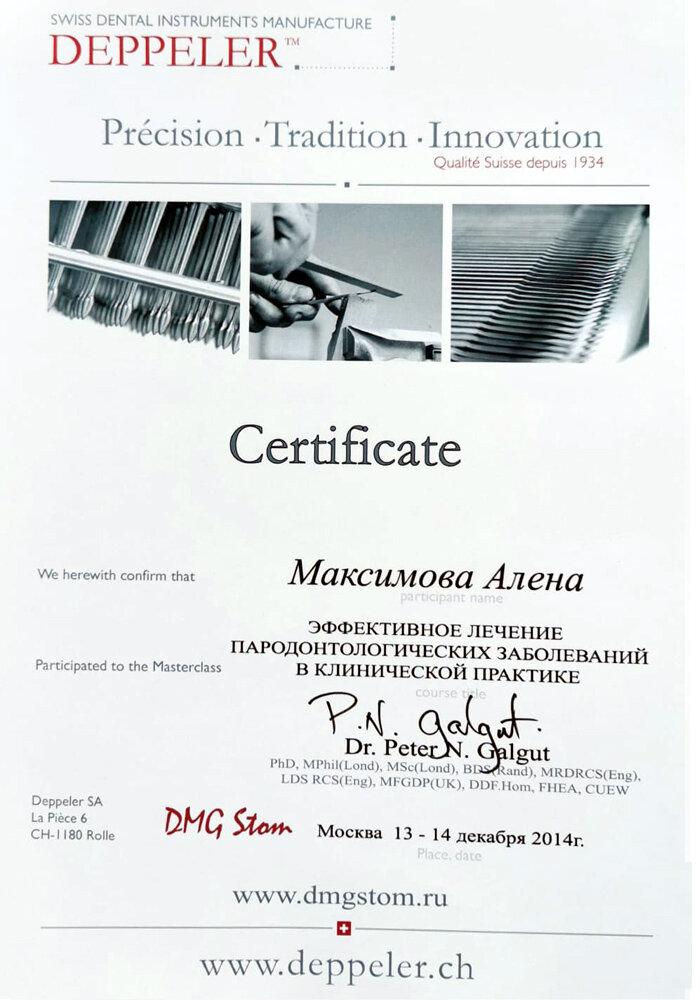 SWISS DENTAL INSTRUMENTS MANUFACTURE
DEPPELER™
Précision · Tradition · Innovation
Qualité Suisse depuis 1934
Certificate
We herewith confirm that
Максимова Алена
participant name
Participated to the Masterclass
ЭФФЕКТИВНОЕ ЛЕЧЕНИЕ
ПАРОДОНТОЛОГИЧЕСКИХ ЗАБОЛЕВАНИЙ
В КЛИНИЧЕСКОЙ ПРАКТИКЕ
course title
P.N. Galgut.
Dr. Peter N. Galgut
PhD, MPhil(Lond), MSc(Lond), BDS(Rand), MRDRCS(Eng),
LDS RCS(Eng), MFGDP(UK), DDF.Hom, FHEA, CUEW
Deppeler SA
La Pièce 6
CH-1180 Rolle
DMG Stom
Москва 13 - 14 декабря 2014г.
Place, date
www.dmgstom.ru
www.deppeler.ch